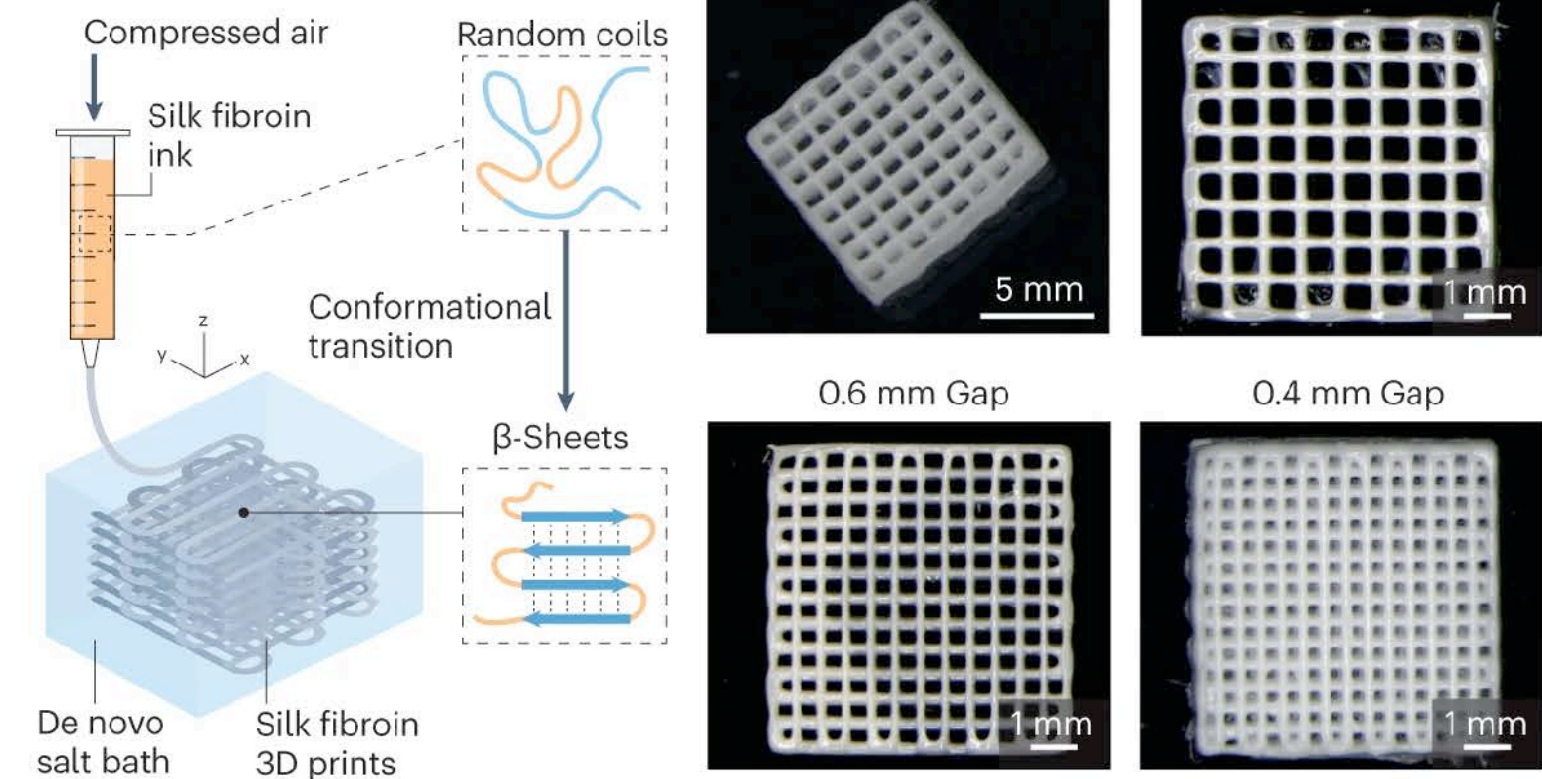 Compressed air
Silk fibroin
ink
Random coils
Conformational
transition
z
y
x
β-Sheets
De novo
salt bath
Silk fibroin
3D prints
5 mm
1 mm
0.6 mm Gap
0.4 mm Gap
1 mm
1 mm